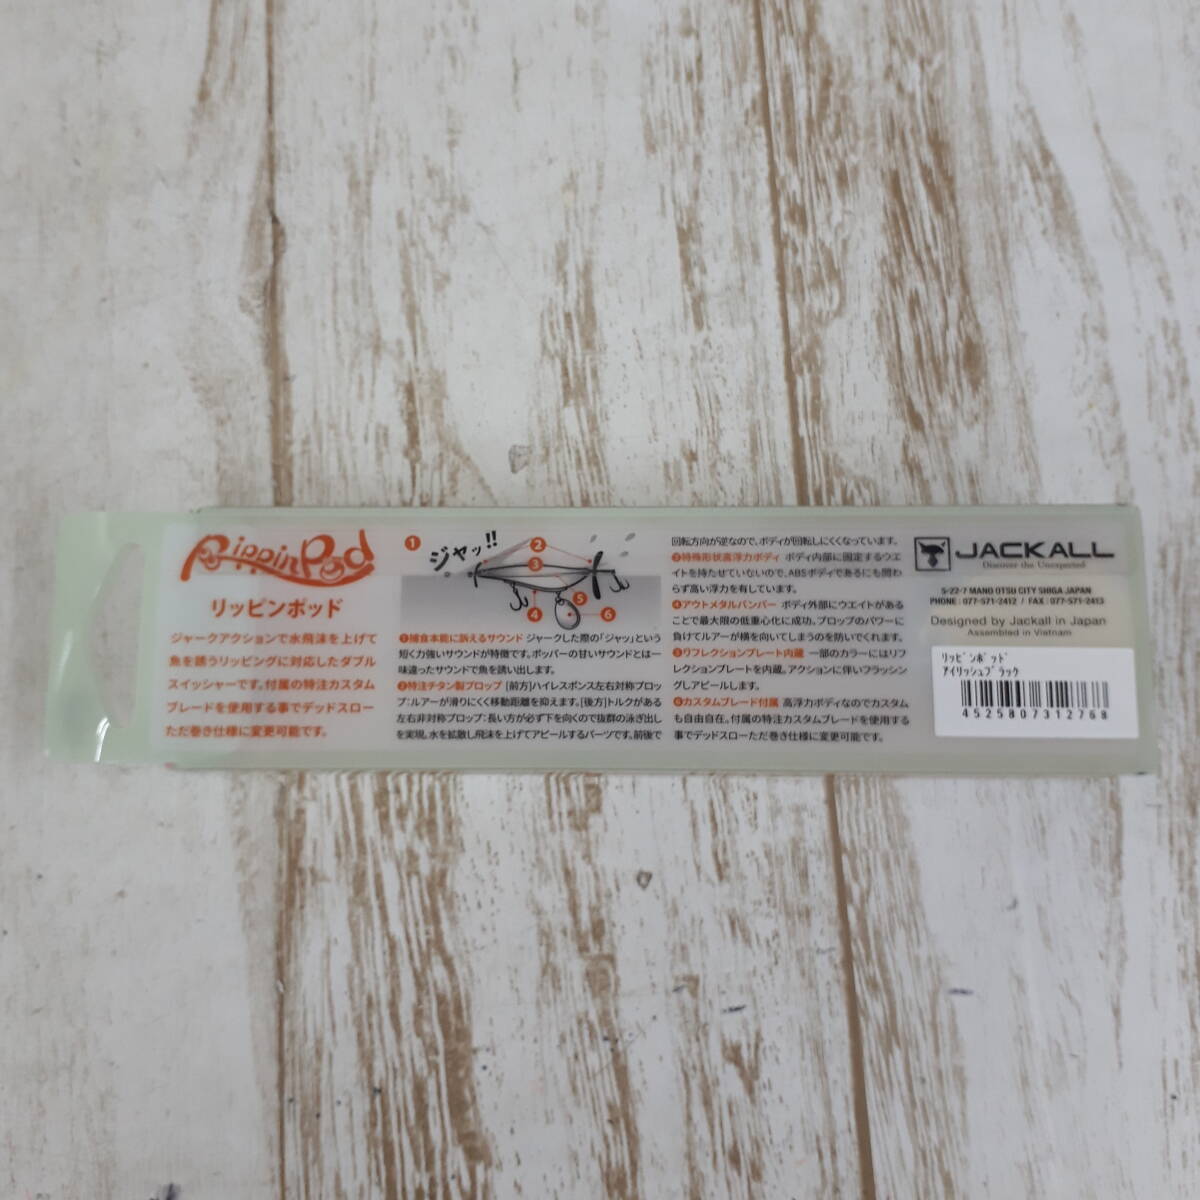 RippinPod
リッピンポッド
ジャークアクションで水飛沫を上げて
魚を誘うリッピングに対応したダブル
スイッシャーです。付属の特注カスタム
ブレードを使用する事でデッドスロー
ただ巻き仕様に変更可能です。
1
ジャッ!!
2
3
4
5
6
❶捕食本能に訴えるサウンド ジャークした際の「ジャッ」という
短く力強いサウンドが特徴です。ポッパーの甘いサウンドとは一
味違ったサウンドで魚を誘い出します。
❷特注チタン製プロップ [前方]ハイレスポンス左右対称プロッ
プ:ルアーが滑りにくく移動距離を抑えます。[後方]トルクがある
左右非対称プロップ:長い方が必ず下を向くので抜群の泳ぎ出し
を実現。水を拡散し飛沫を上げてアピールするパーツです。前後で
回転方向が逆なので、ボディが回転しにくくなっています。
特殊形状高浮力ボディ ボディ内部に固定するウエ
イトを持たせていないので、ABSボディであるにも関わ
らず高い浮力を有しています。
❹アウトメタルバンパー ボディ外部にウエイトがある
ことで最大限の低重心化に成功。プロップのパワーに
負けてルアーが横を向いてしまうのを防いでくれます。
リフレクションプレート内蔵 一部のカラーにはリフ
レクションプレートを内蔵。アクションに伴いフラッシン
グしアピールします。
カスタムブレード付属 高浮力ボディなのでカスタム
も自由自在。付属の特注カスタムブレードを使用する
事でデッドスローただ巻き仕様に変更可能です。
JACKALL
Discover the Unexpected
5-22-7 MANO OTSU CITY SHIGA JAPAN
PHONE : 077-571-2412 / FAX : 077-571-2413
Designed by Jackall in Japan
Assembled in Vietnam
リッピンポッド
アイリッシュブラック
4525807312768